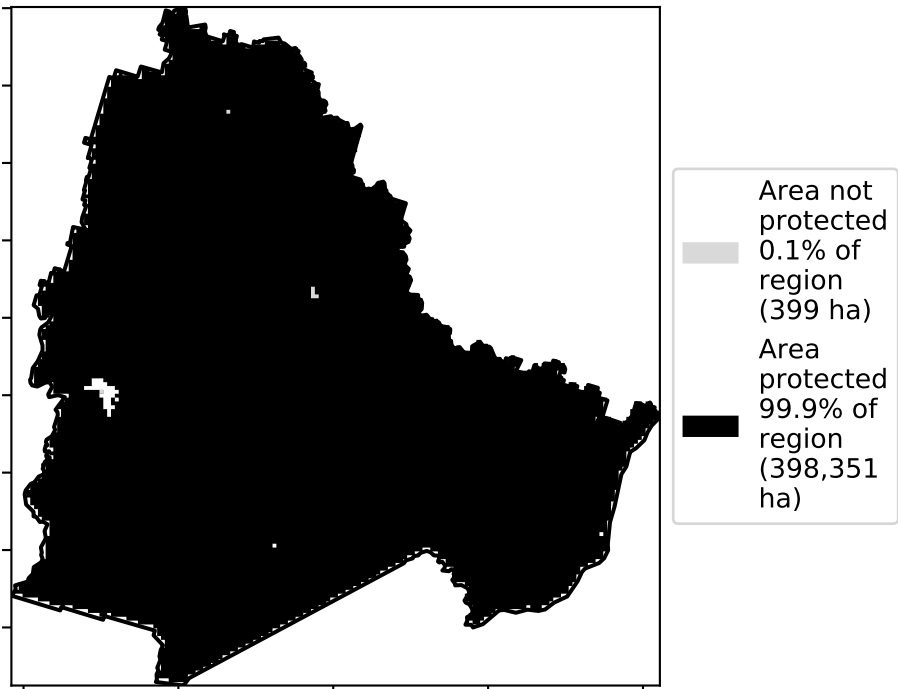 Area not
protected
0.1% of
region
(399 ha)
Area
protected
99.9% of
region
(398,351
ha)